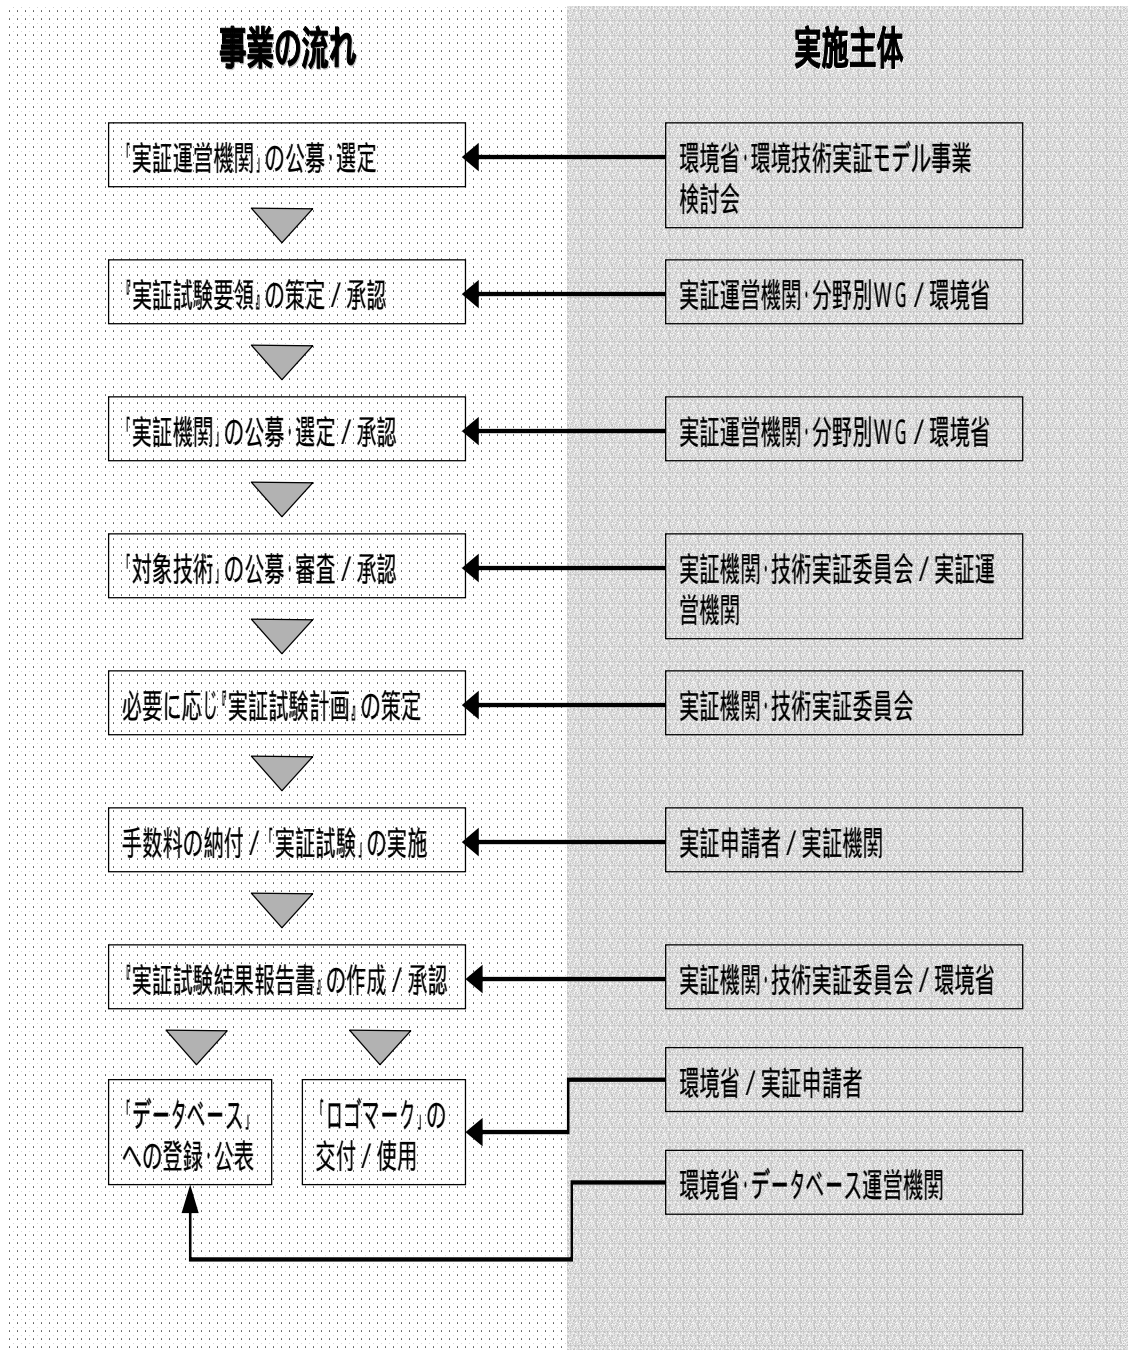 事業の流れ
実施主体
「実証運営機関」の公募・選定
環境省・環境技術実証モデル事業
検討会
『実証試験要領』の策定 / 承認
実証運営機関・分野別WG / 環境省
「実証機関」の公募・選定 / 承認
実証運営機関・分野別WG / 環境省
「対象技術」の公募・審査 / 承認
実証機関・技術実証委員会 / 実証運
営機関
必要に応じ『実証試験計画』の策定
実証機関・技術実証委員会
手数料の納付 / 「実証試験」の実施
実証申請者 / 実証機関
『実証試験結果報告書』の作成 / 承認
実証機関・技術実証委員会 / 環境省
「データベース」
への登録・公表
「ロゴマーク」の
交付 / 使用
環境省 / 実証申請者
環境省・データベース運営機関